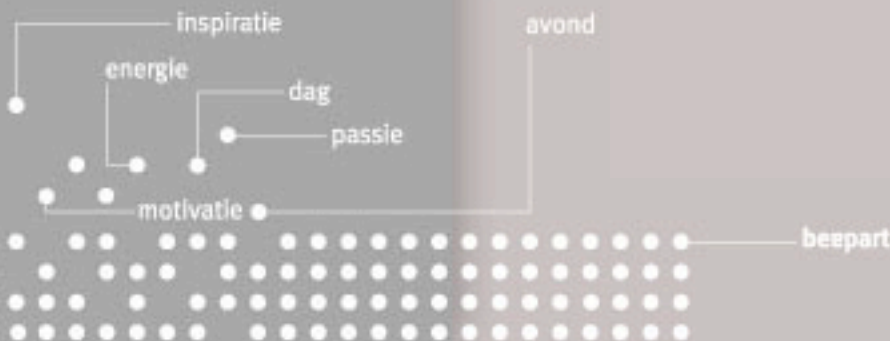 inspiratie
avond
energie
dag
passie
motivatie
beepart